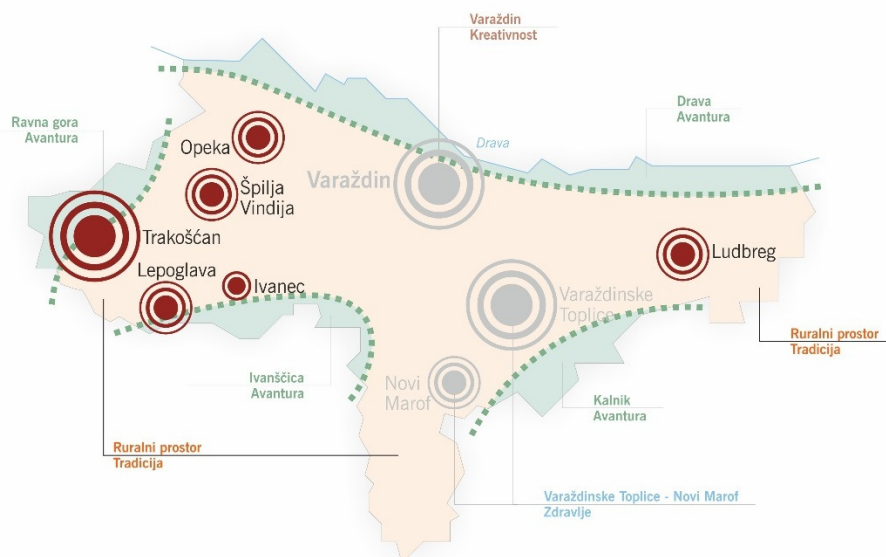 Varaždin
Kreativnost
Ravna gora
Avantura
Drava
Avantura
Opeka
Drava
Varaždin
Špilja
Vindija
Trakošćan
Ludbreg
Lepoglava
Ivanec
Varaždinske
Toplice
Ruralni prostor
Tradicija
Ivanščica
Avantura
Novi
Marof
Kalnik
Avantura
Ruralni prostor
Tradicija
Varaždinske Toplice - Novi Marof
Zdravlje